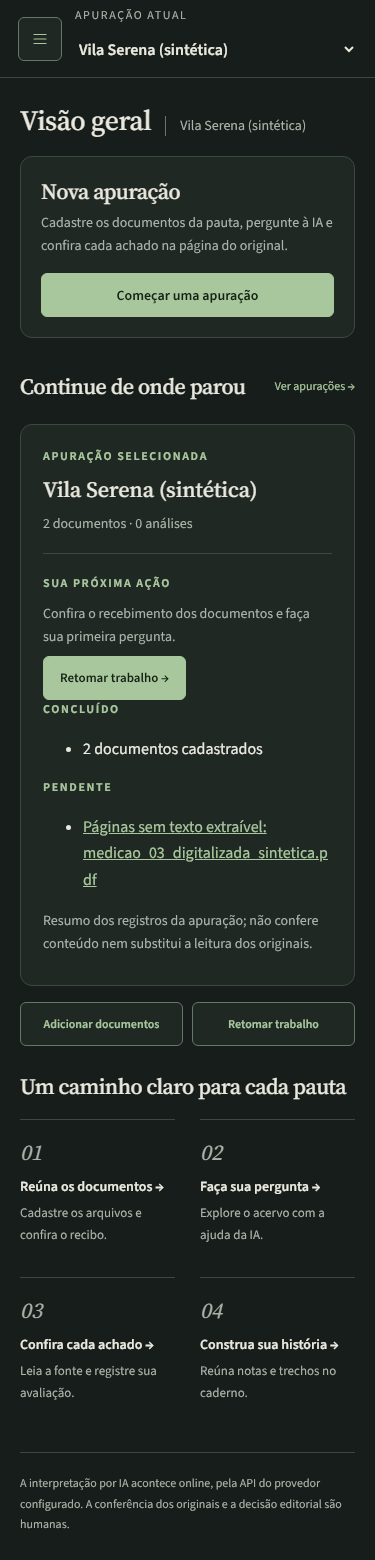 APURAÇÃO ATUAL
Vila Serena (sintética)
Visão geral
Vila Serena (sintética)
Nova apuração
Cadastre os documentos da pauta, pergunte à IA e
confira cada achado na página do original.
Começar uma apuração
Continue de onde parou
Ver apurações →
APURAÇÃO SELECIONADA
Vila Serena (sintética)
2 documentos · 0 análises
SUA PRÓXIMA AÇÃO
Confira o recebimento dos documentos e faça
sua primeira pergunta.
Retomar trabalho →
CONCLUÍDO
• 2 documentos cadastrados
PENDENTE
• Páginas sem texto extraível:
medicao_03_digitalizada_sintetica.p
df
Resumo dos registros da apuração; não confere
conteúdo nem substitui a leitura dos originais.
Adicionar documentos
Retomar trabalho
Um caminho claro para cada pauta
01
Reúna os documentos →
Cadastre os arquivos e
confira o recibo.
02
Faça sua pergunta →
Explore o acervo com a
ajuda da IA.
03
Confira cada achado →
Leia a fonte e registre sua
avaliação.
04
Construa sua história →
Reúna notas e trechos no
caderno.
A interpretação por IA acontece online, pela API do provedor
configurado. A conferência dos originais e a decisão editorial são
humanas.